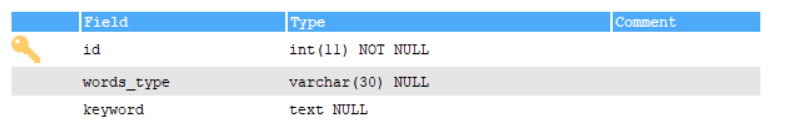 Field Type Comment
id int(11) NOT NULL
words_type varchar(30) NULL
keyword text NULL